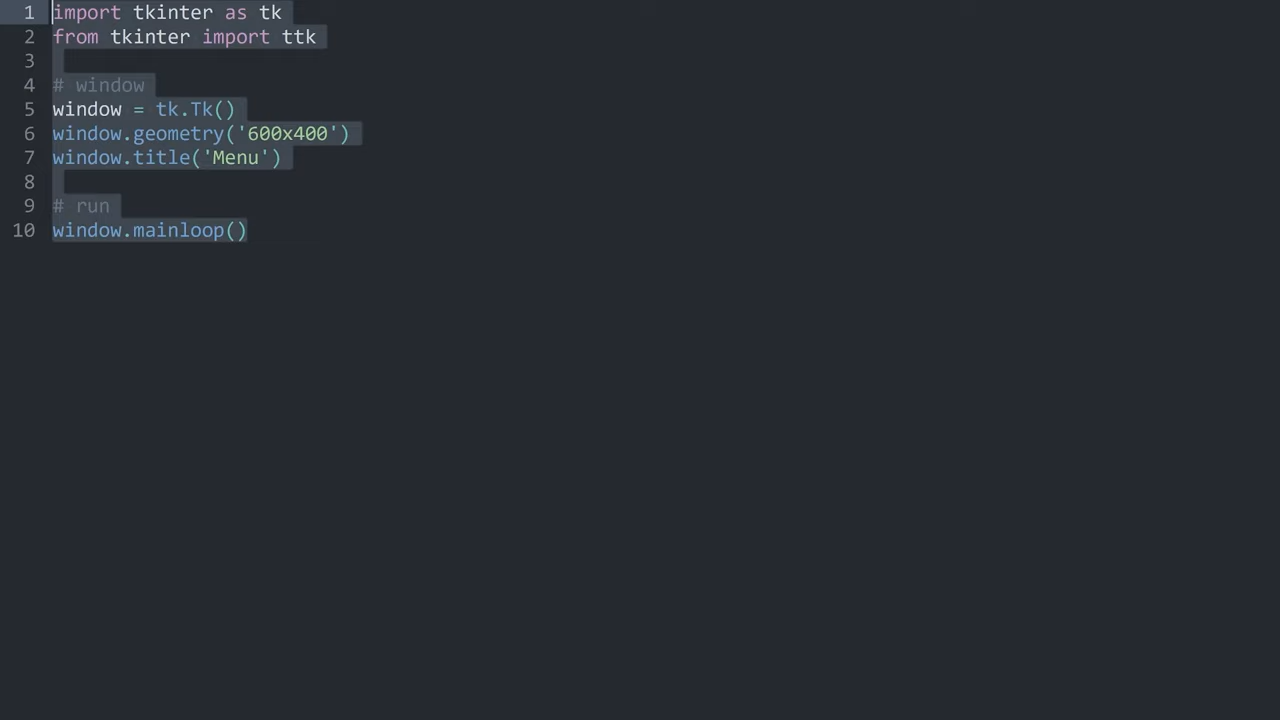 1 import tkinter as tk
2 from tkinter import ttk
3
4 # window
5 window = tk.Tk()
6 window.geometry('600x400')
7 window.title('Menu')
8
9 # run
10 window.mainloop()